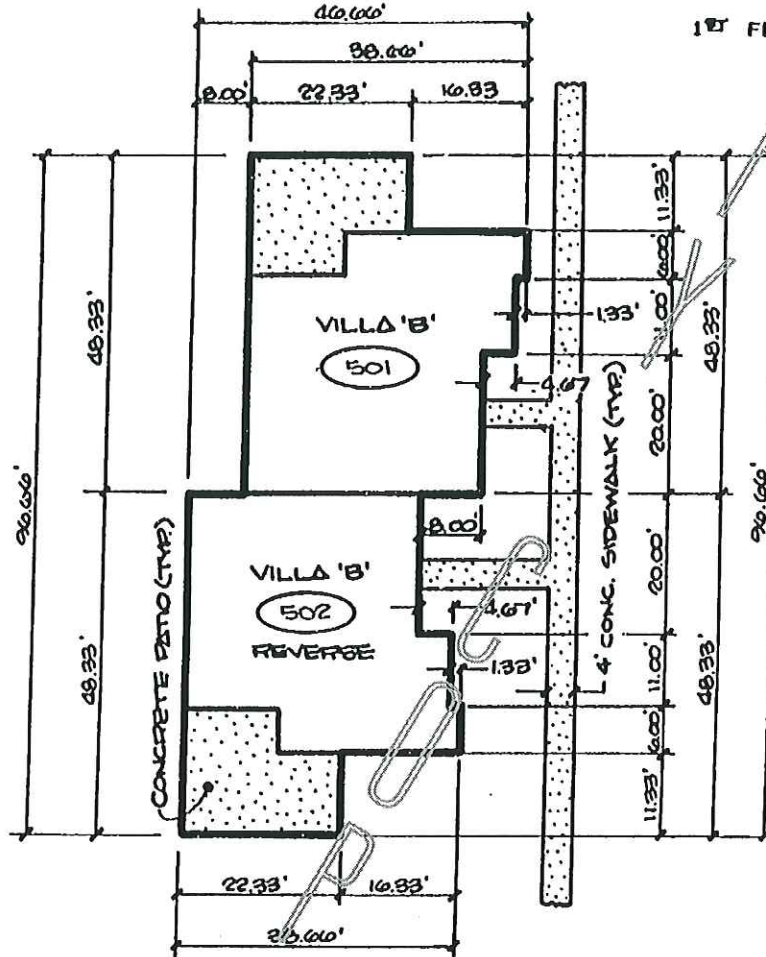 46.66'
1ST FL
38.66'
8.00' 22.33' 16.33
11.33'
6.00'
48.33' VILLA 'B' 11.00' 1.33' 48.33'
501
4.67
20.00'
4' CONC. SIDEWALK (TYP.)
96.66' 96.66'
8.00'
VILLA 'B' 20.00'
502 4.67'
REVERSE 1.33'
48.33' 11.00' 48.33'
CONCRETE PATIO (TYP.)
6.00'
11.33'
22.33' 16.33'